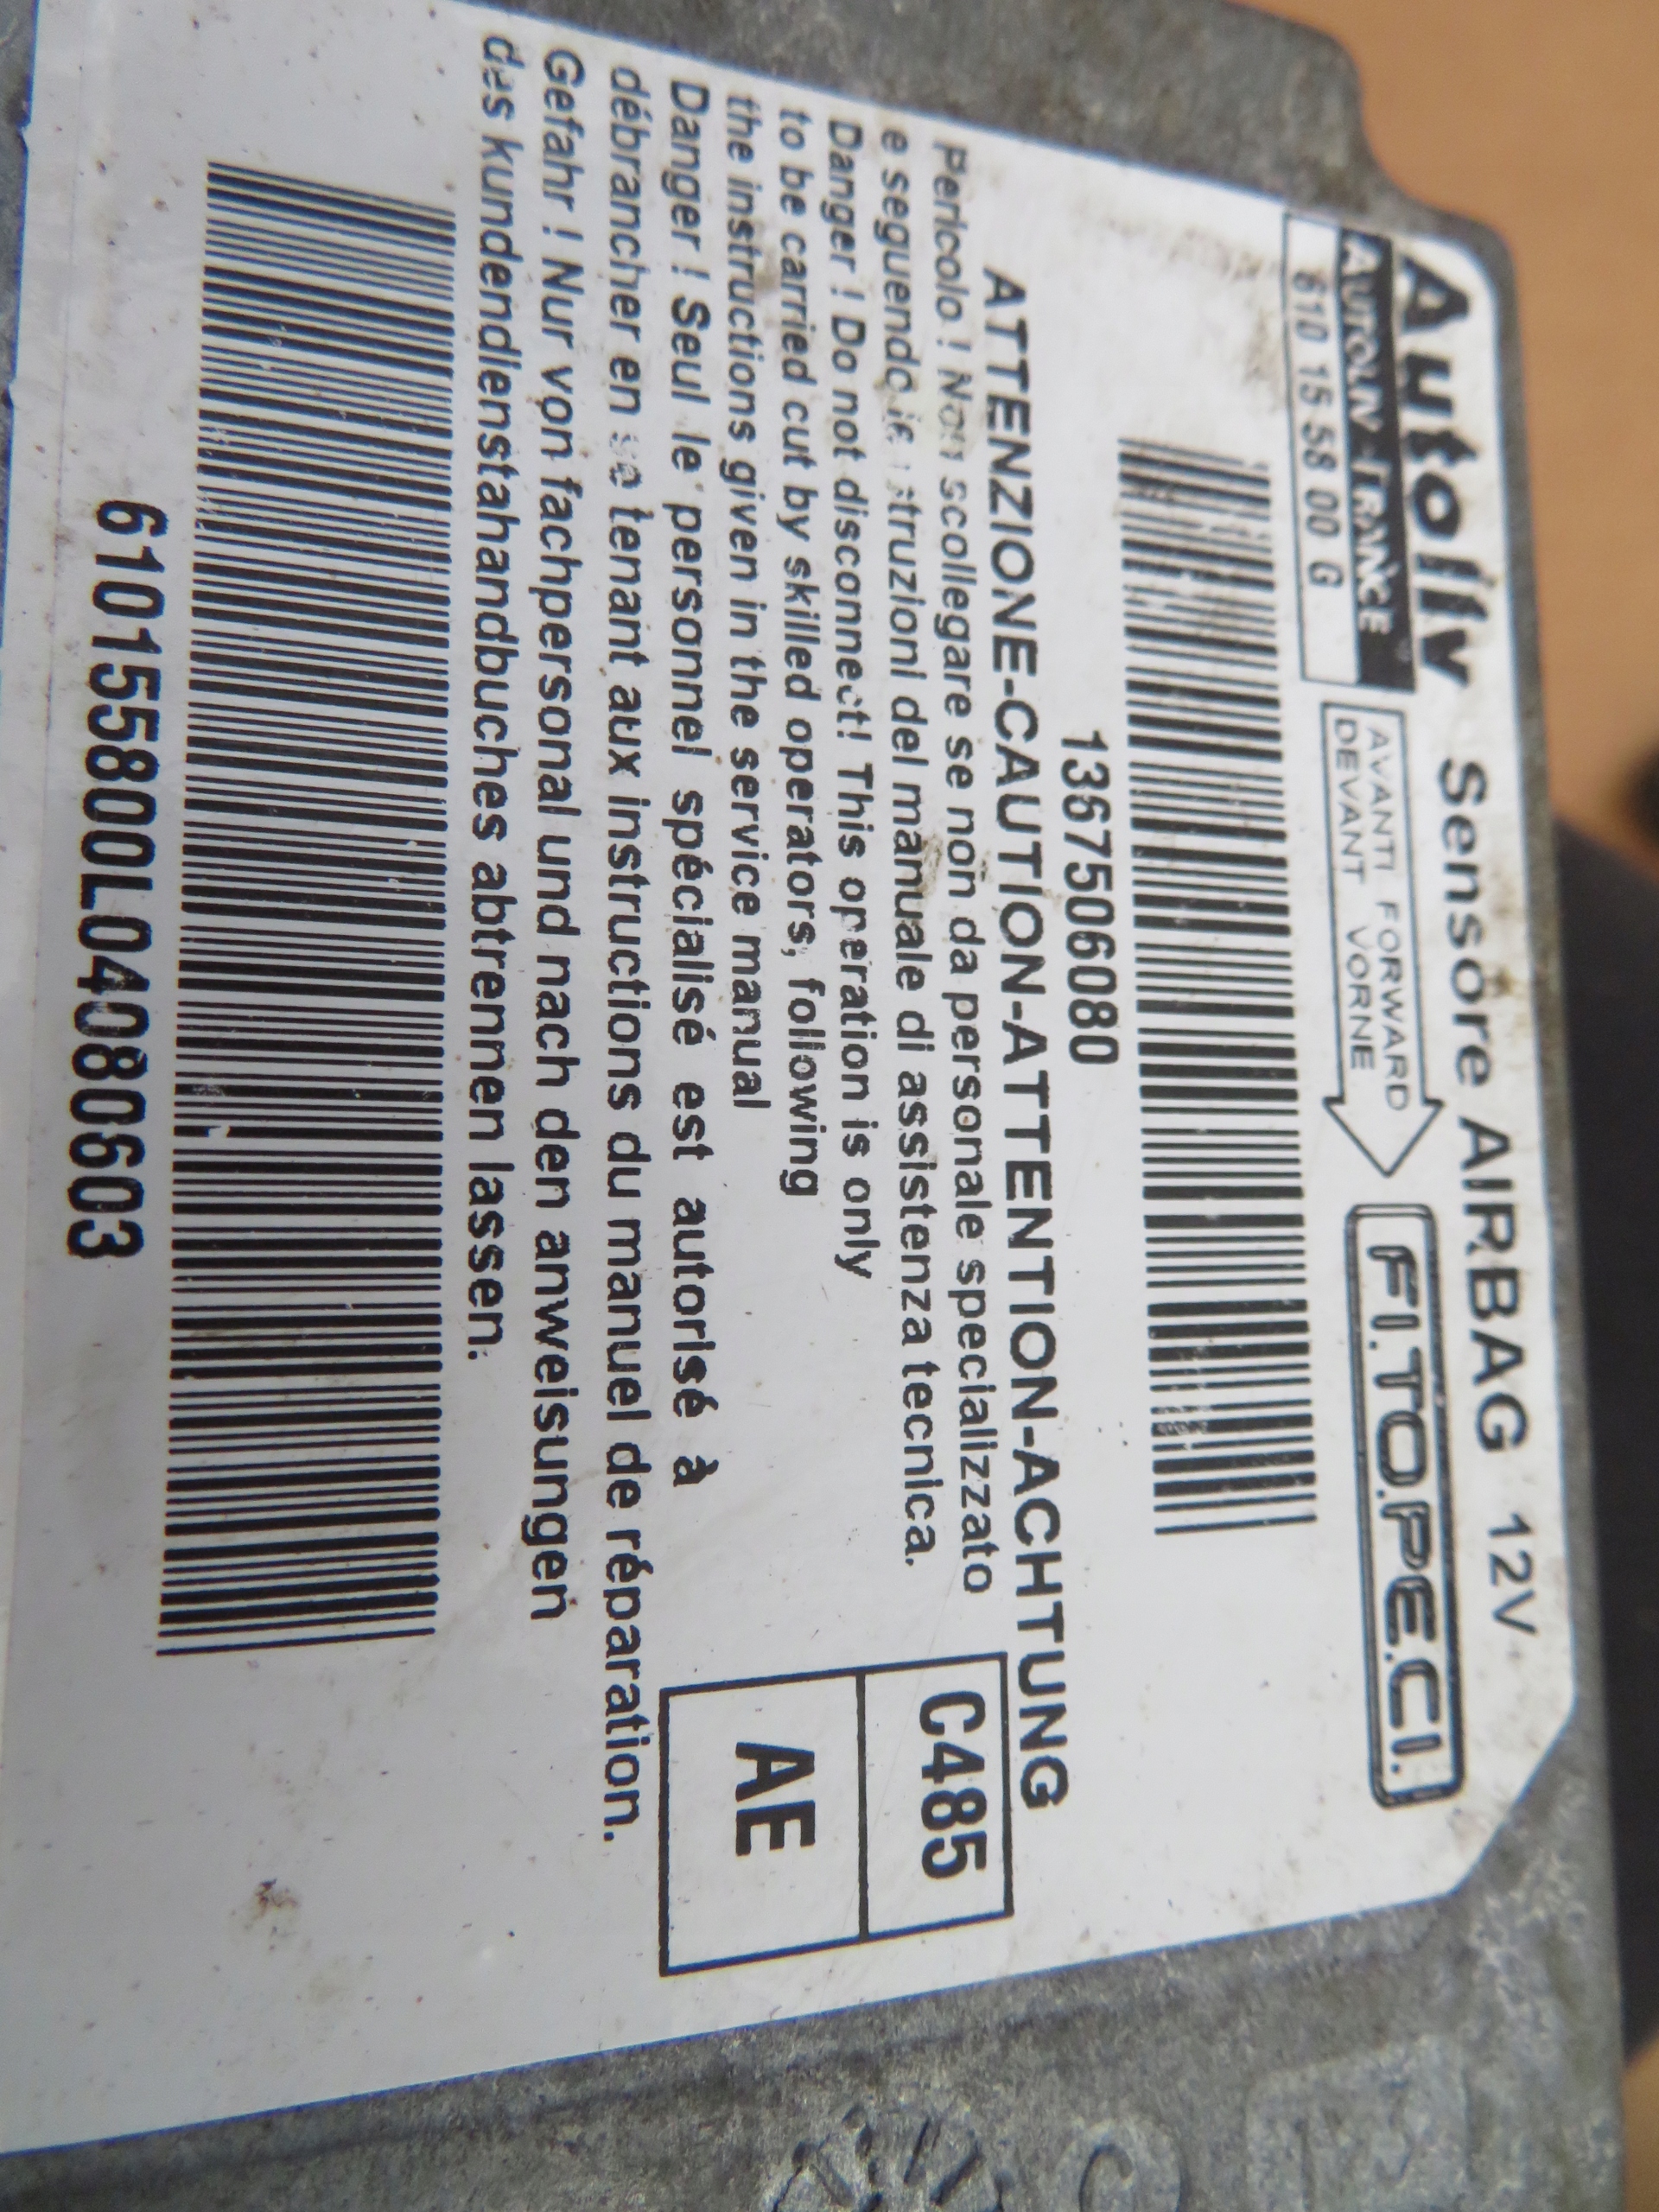 Autoliv Sensore AIRBAG 12V
AUTOLIV - FRANCE
610 15 58 00 G
AVANTI FORWARD
DEVANT VORNE
FI.TO.PE.CI.
1367506080
ATTENZIONE-CAUTION-ATTENTION-ACHTUNG
Pericolo ! Non scollegare se non da personale specializzato
e seguendo le istruzioni del manuale di assistenza tecnica.
Danger ! Do not disconnect! This operation is only
to be carried cut by skilled operators, following
the instructions given in the service manual
Danger ! Seul le personnel spécialisé est autorisé à
débrancher en se tenant aux instructions du manuel de réparation.
Gefahr ! Nur von fachpersonal und nach den anweisungen
des kundendienstahandbuches abtrennen lassen.
C485
AE
610155800L04080603